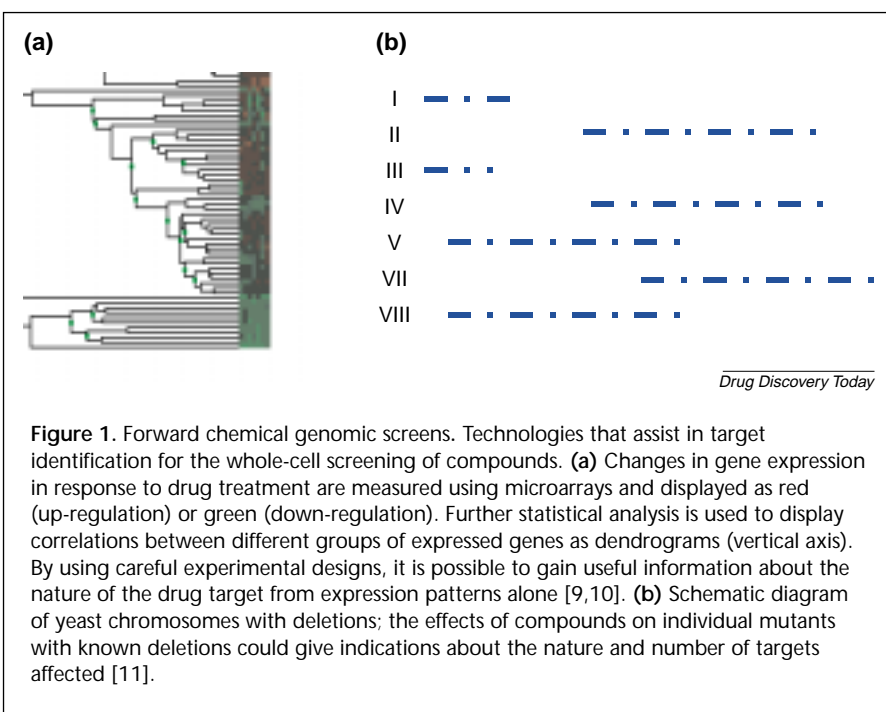 (a)
(b)
I
II
III
IV
V
VII
VIII
Drug Discovery Today
Figure 1. Forward chemical genomic screens. Technologies that assist in target
identification for the whole-cell screening of compounds. (a) Changes in gene expression
in response to drug treatment are measured using microarrays and displayed as red
(up-regulation) or green (down-regulation). Further statistical analysis is used to display
correlations between different groups of expressed genes as dendrograms (vertical axis).
By using careful experimental designs, it is possible to gain useful information about the
nature of the drug target from expression patterns alone [9,10]. (b) Schematic diagram
of yeast chromosomes with deletions; the effects of compounds on individual mutants
with known deletions could give indications about the nature and number of targets
affected [11].